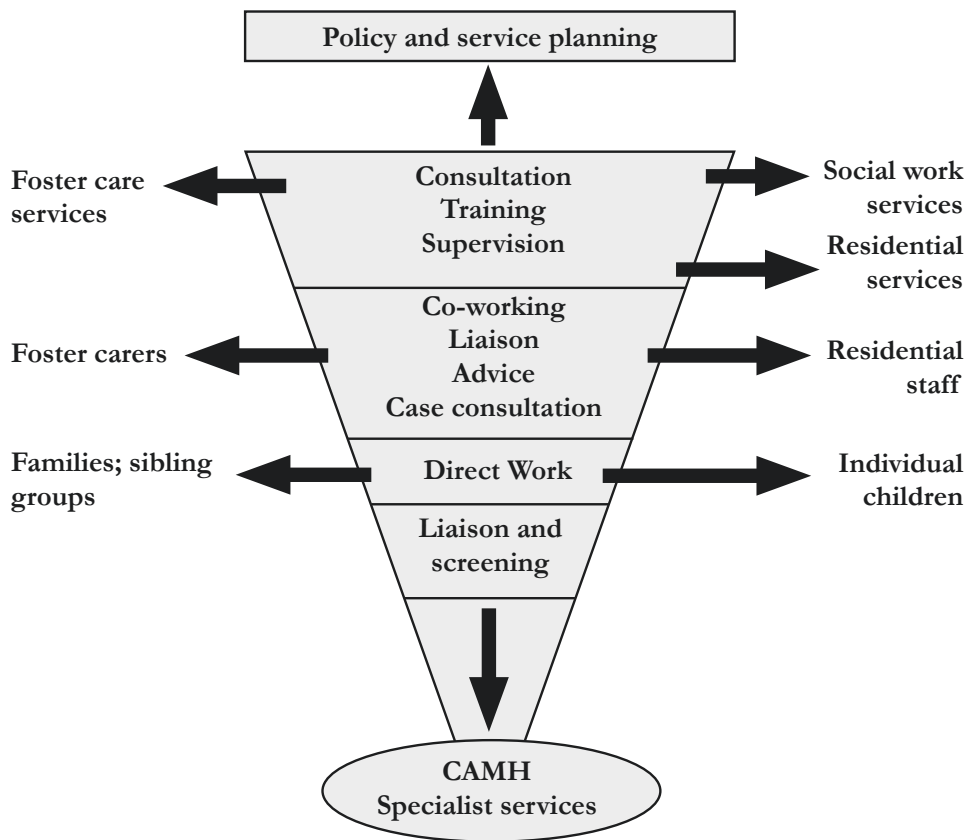 Policy and service planning
Foster care
services
Consultation
Training
Supervision
Social work
services
Residential
services
Foster carers
Co-working
Liaison
Advice
Case consultation
Residential
staff
Families; sibling
groups
Direct Work
Individual
children
Liaison and
screening
CAMH
Specialist services